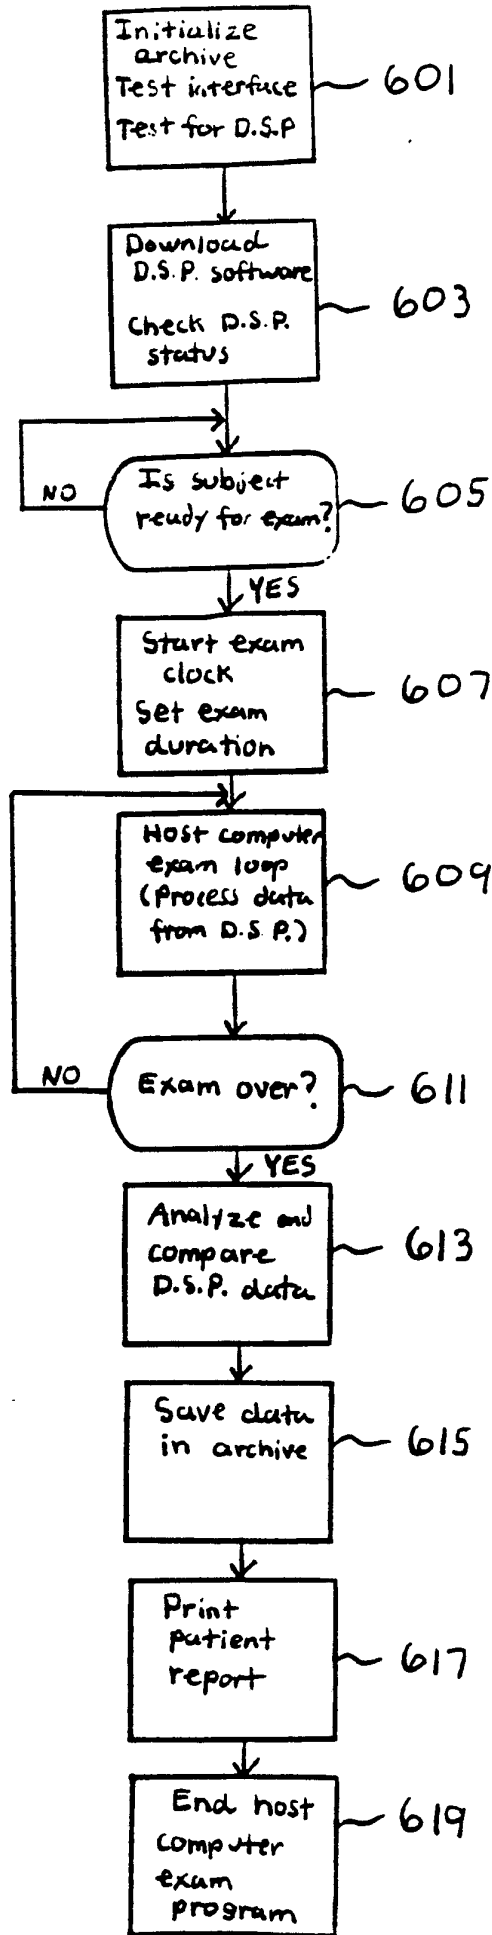 Initialize
archive
Test interface
Test for D.S.P
601
Download
D.S.P. software
Check D.S.P.
status
603
NO
Is subject
ready for exam?
605
YES
Start exam
clock
Set exam
duration
607
Host computer
exam loop
(Process data
from D.S.P.)
609
NO
Exam over?
611
YES
Analyze and
compare
D.S.P. data
613
Save data
in archive
615
Print
patient
report
617
End host
computer
exam
program
619